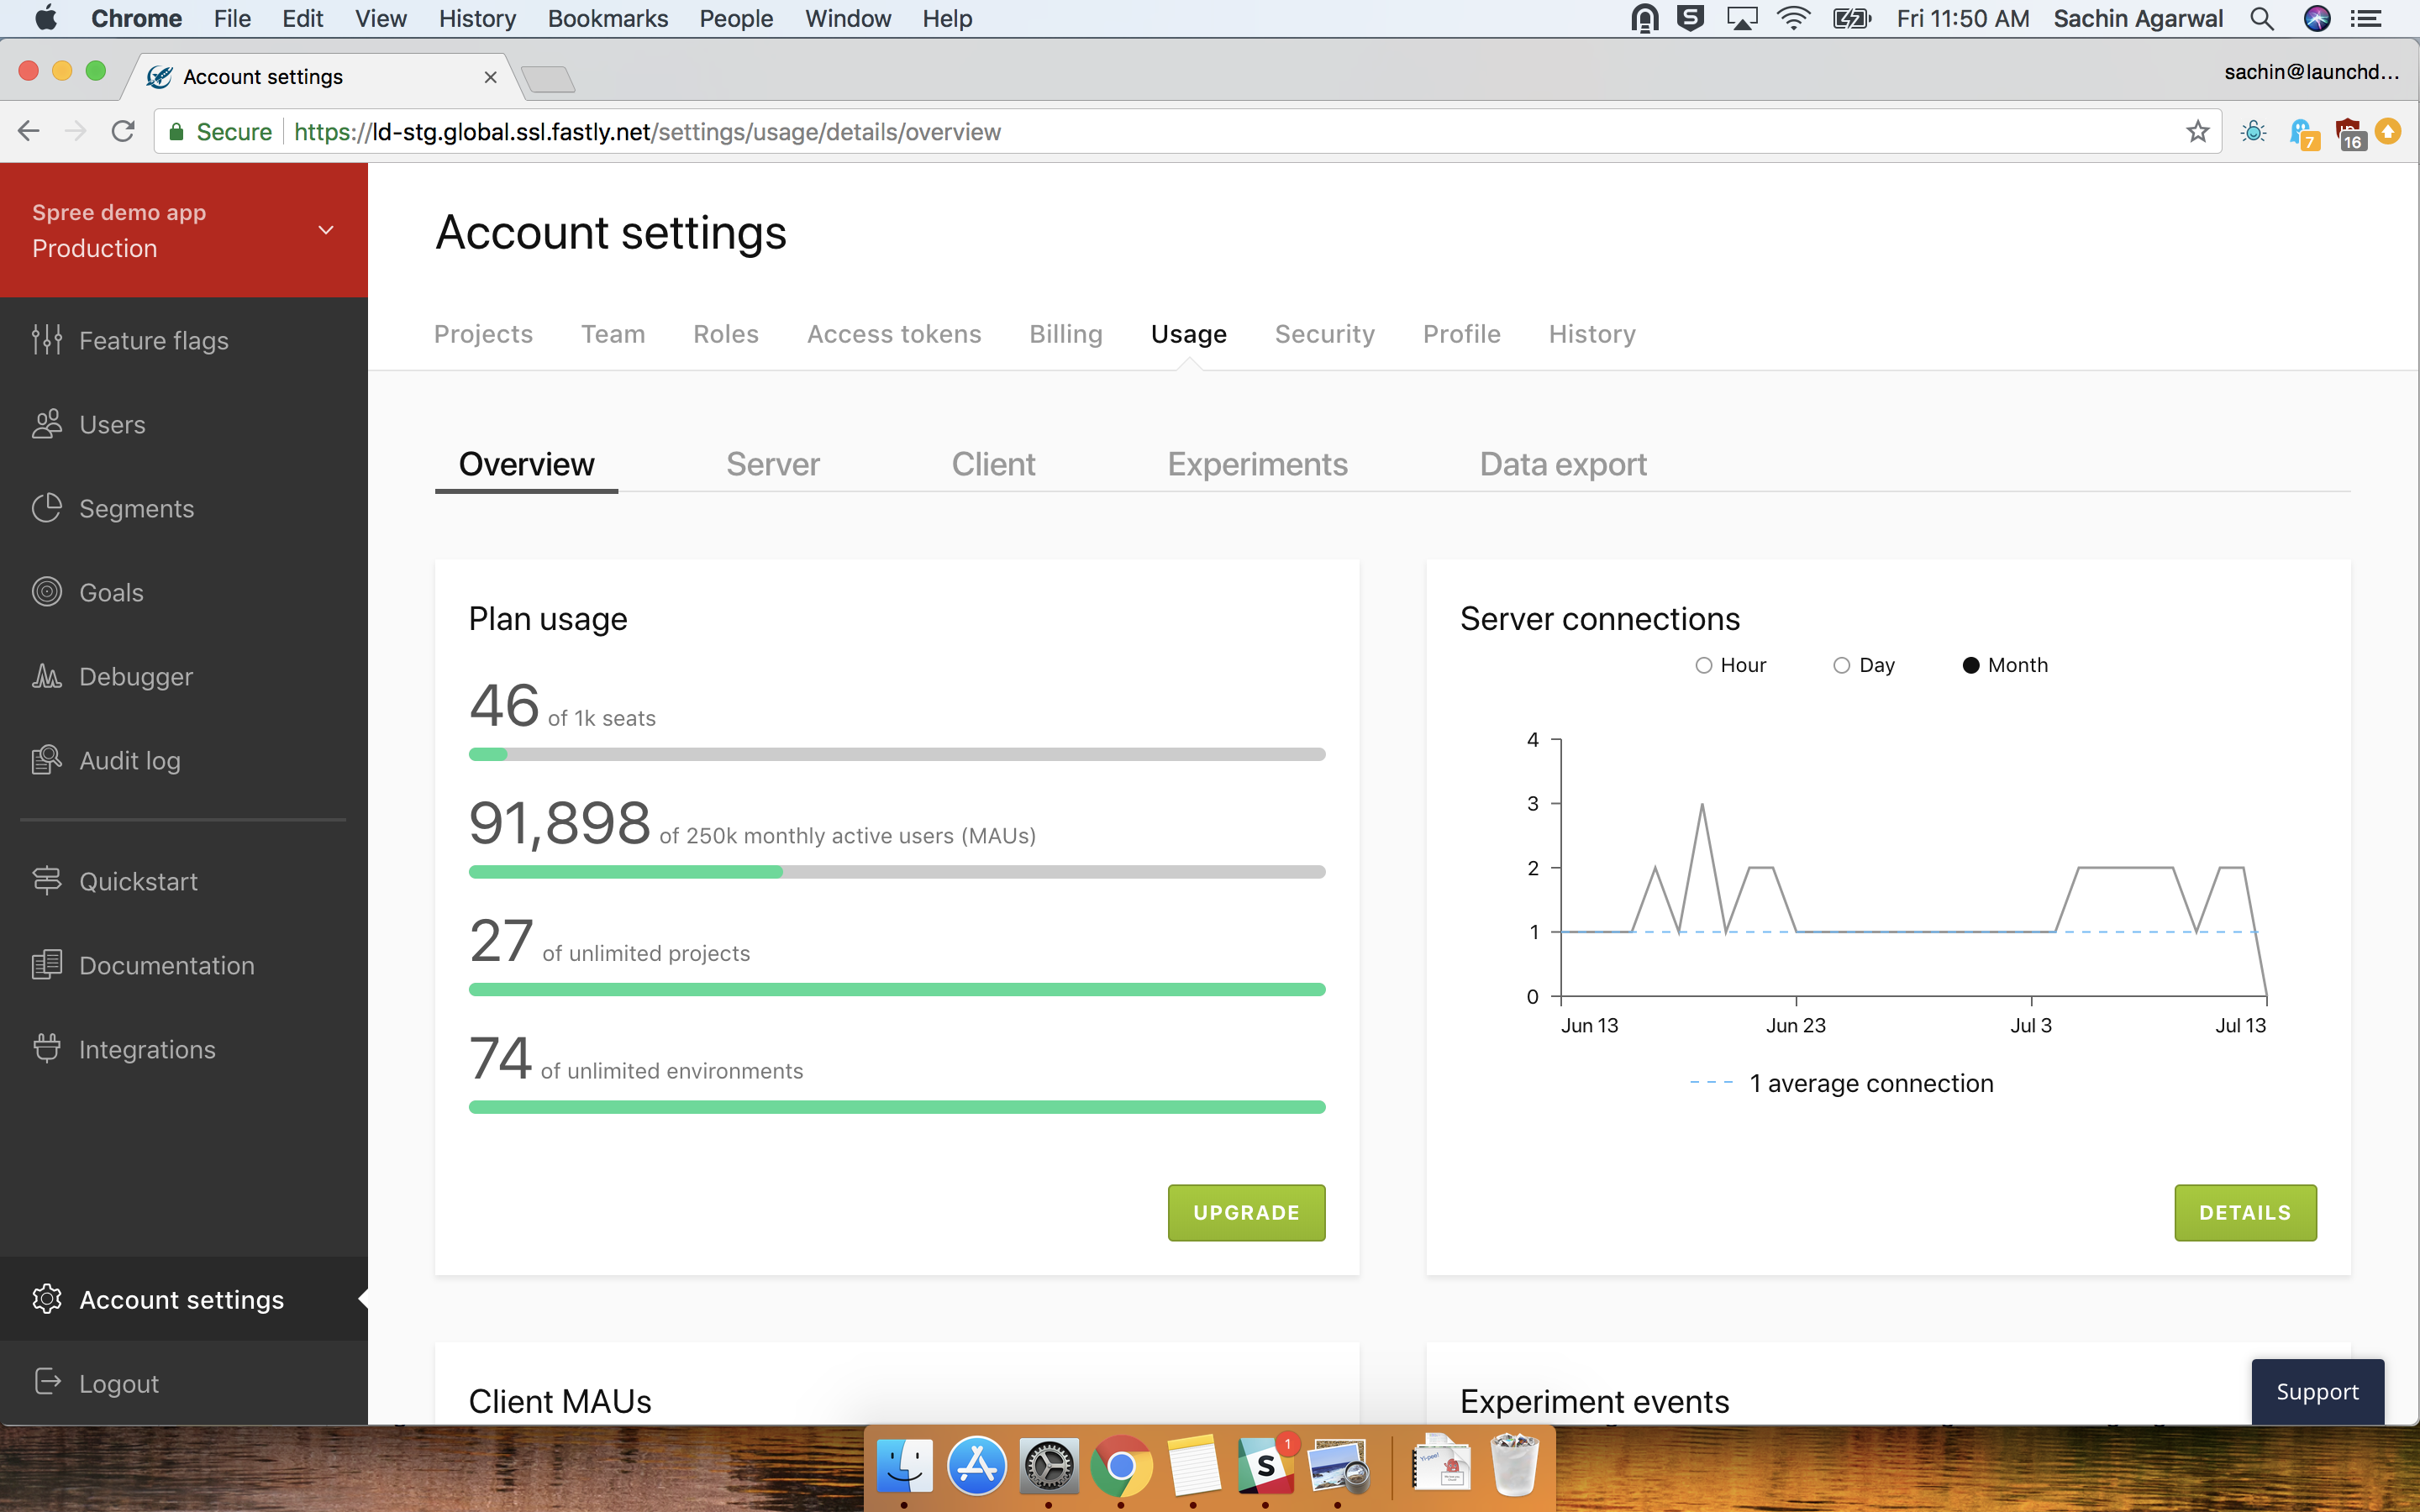 Chrome File Edit View History Bookmarks People Window Help Fri 11:50 AM Sachin Agarwal
Account settings
sachin@launchd...
Secure https://ld-stg.global.ssl.fastly.net/settings/usage/details/overview
7
16
Spree demo app
Production
Feature flags
Users
Segments
Goals
Debugger
Audit log
Quickstart
Documentation
Integrations
Account settings
Logout
Account settings
Projects Team Roles Access tokens Billing Usage Security Profile History
Overview Server Client Experiments Data export
Plan usage
46 of 1k seats
91,898 of 250k monthly active users (MAUs)
27 of unlimited projects
74 of unlimited environments
UPGRADE
Server connections
Hour Day Month
4
3
2
1
0
Jun 13 Jun 23 Jul 3 Jul 13
1 average connection
DETAILS
Client MAUs
Experiment events
Support
S
1